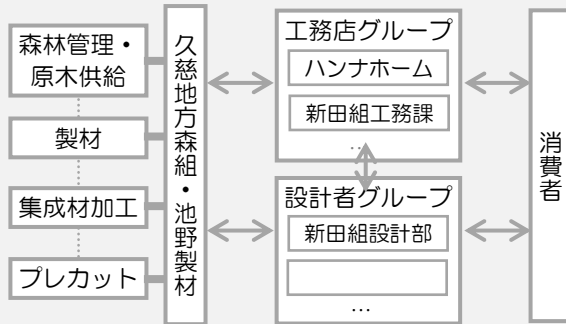 森林管理・
原木供給
製材
集成材加工
プレカット
久慈地方森組・池野製材
工務店グループ
ハンナホーム
新田組工務課
…
設計者グループ
新田組設計部
…
消費者